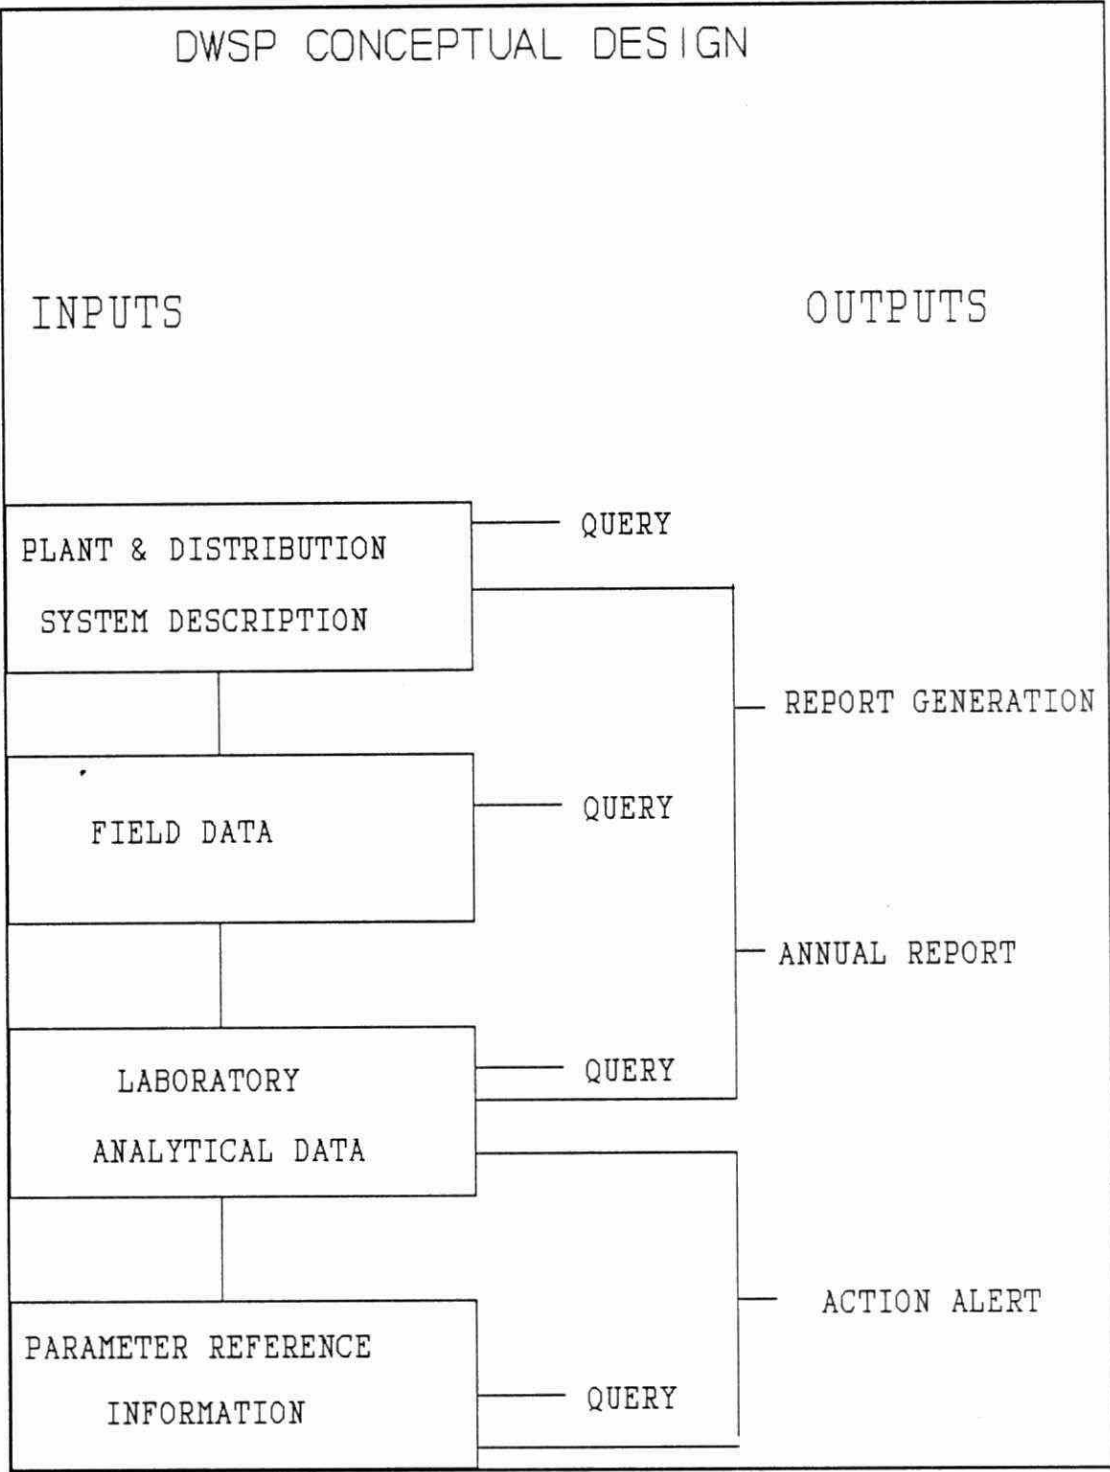 DWSP CONCEPTUAL DESIGN
INPUTS
OUTPUTS
QUERY
PLANT & DISTRIBUTION
SYSTEM DESCRIPTION
REPORT GENERATION
QUERY
FIELD DATA
ANNUAL REPORT
QUERY
LABORATORY
ANALYTICAL DATA
ACTION ALERT
PARAMETER REFERENCE
QUERY
INFORMATION